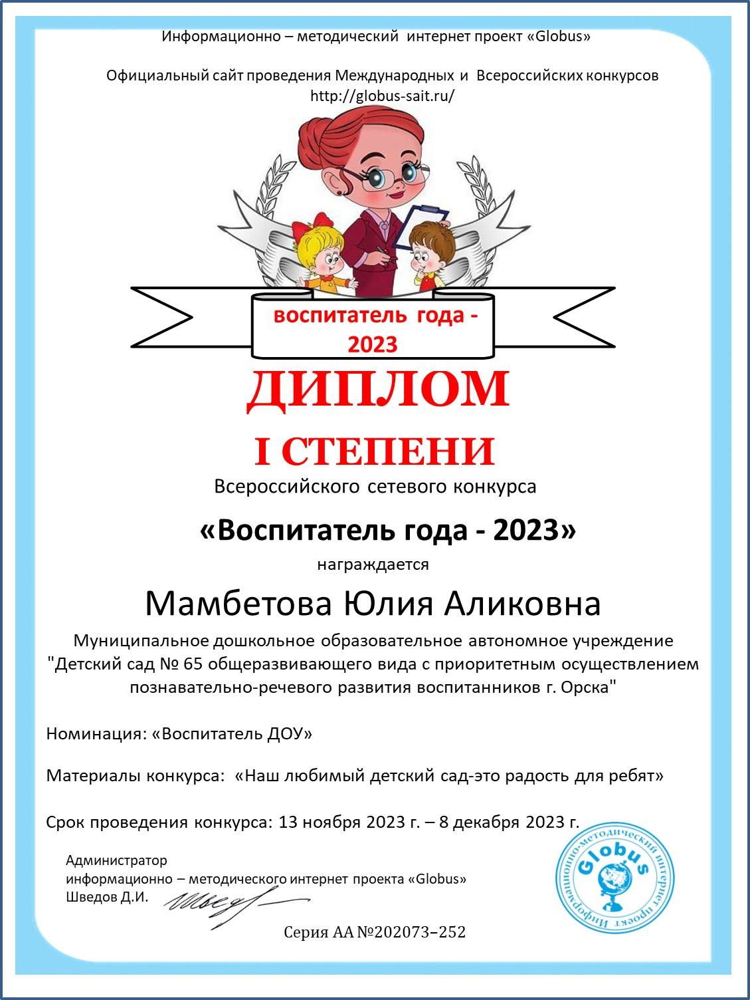 Информационно – методический интернет проект «Globus»
Официальный сайт проведения Международных и Всероссийских конкурсов
http://globus-sait.ru/
воспитатель года -
2023
ДИПЛОМ
I СТЕПЕНИ
Всероссийского сетевого конкурса
«Воспитатель года - 2023»
награждается
Мамбетова Юлия Аликовна
Муниципальное дошкольное образовательное автономное учреждение
"Детский сад № 65 общеразвивающего вида с приоритетным осуществлением
познавательно-речевого развития воспитанников г. Орска"
Номинация: «Воспитатель ДОУ»
Материалы конкурса: «Наш любимый детский сад-это радость для ребят»
Срок проведения конкурса: 13 ноября 2023 г. – 8 декабря 2023 г.
Администратор
информационно – методического интернет проекта «Globus»
Шведов Д.И.
Шведов
Информационно-методический интернет проект
Globus
Серия АА №202073–252